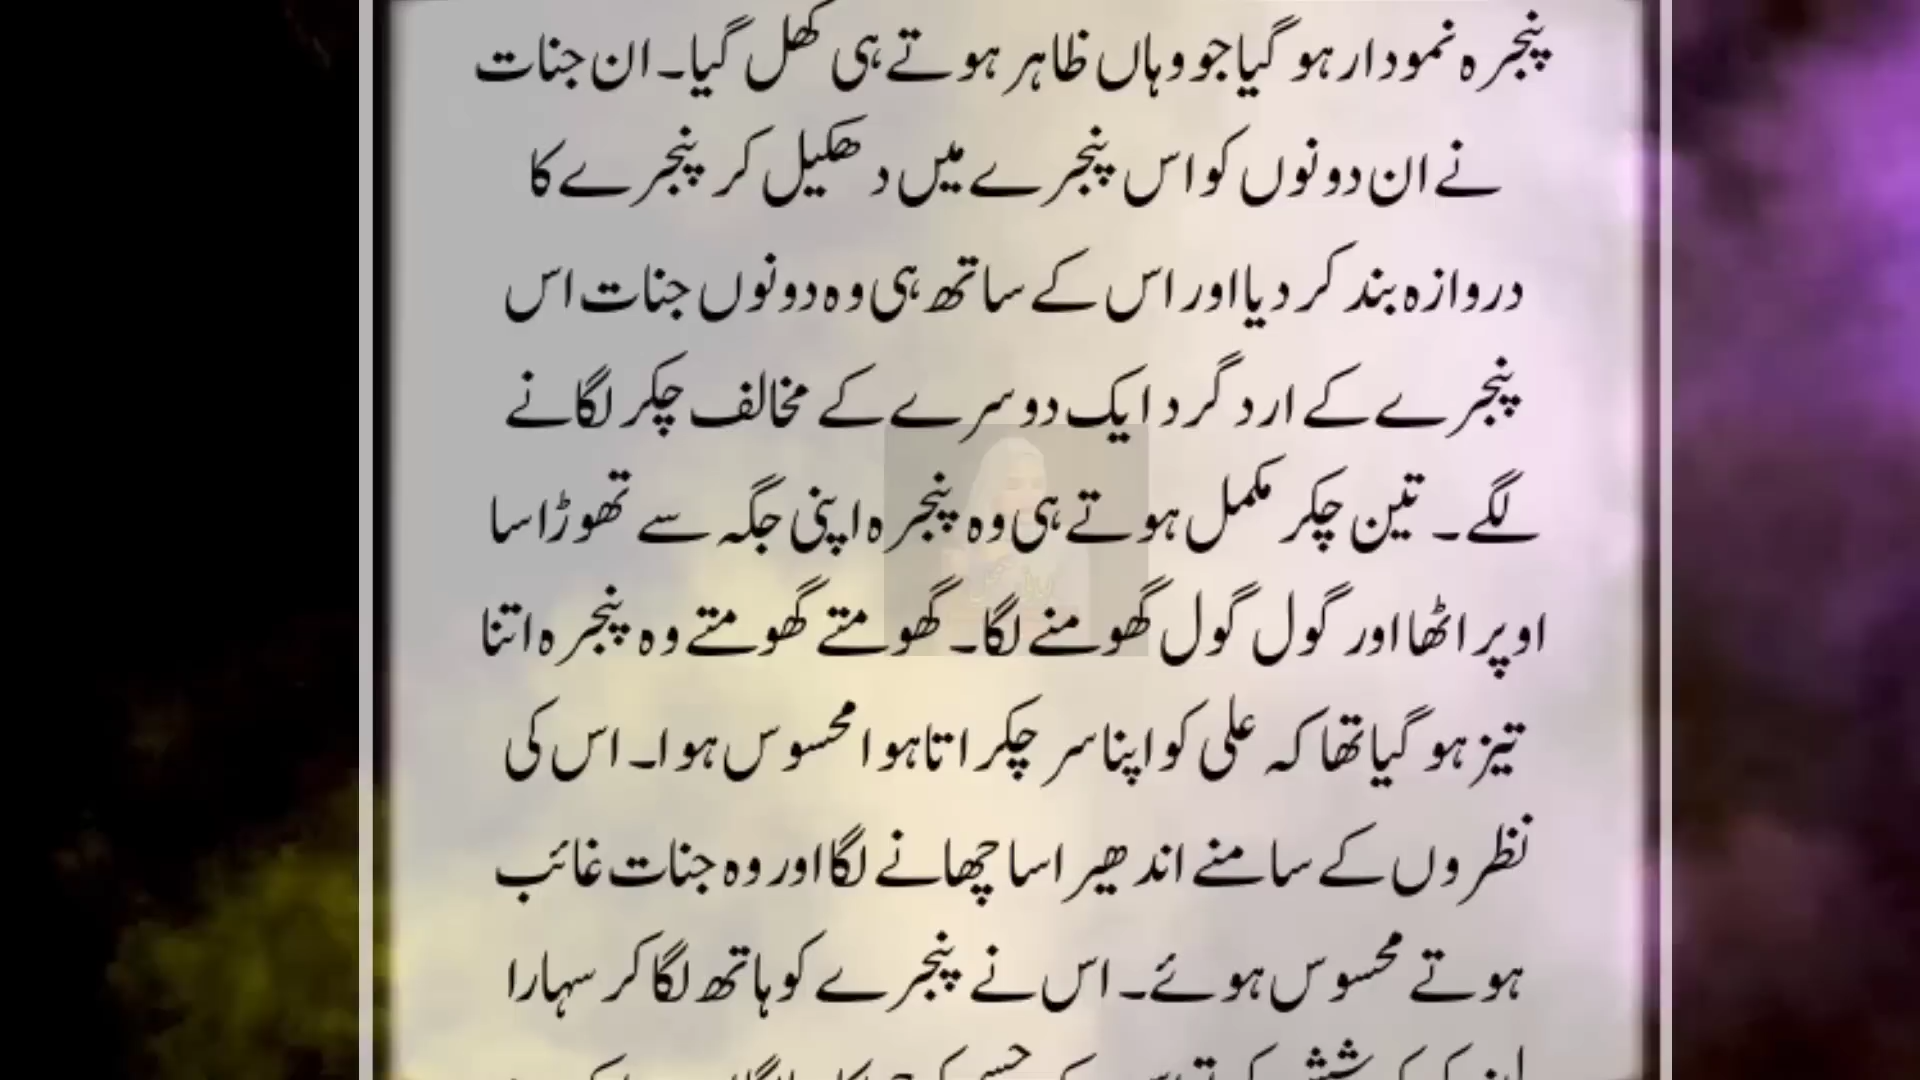 پنجرہ نمودار ہو گیا جو وہاں ظاہر ہوتے ہی کھل گیا۔ ان جنات
نے ان دونوں کو اس پنجرے میں دھکیل کر پنجرے کا
دروازہ بند کر دیا اور اس کے ساتھ ہی وہ دونوں جنات اس
پنجرے کے ارد گرد ایک دوسرے کے مخالف چکر لگانے
لگے۔ تین چکر مکمل ہوتے ہی وہ پنجرہ اپنی جگہ سے تھوڑا سا
اوپر اٹھا اور گول گول گھومنے لگا۔ گھومتے گھومتے وہ پنجرہ اتنا
تیز ہو گیا تھا کہ علی کو اپنا سر چکراتا ہوا محسوس ہوا۔ اس کی
نظروں کے سامنے اندھیرا سا چھانے لگا اور وہ جنات غائب
ہوتے محسوس ہوئے۔ اس نے پنجرے کو ہاتھ لگا کر سہارا